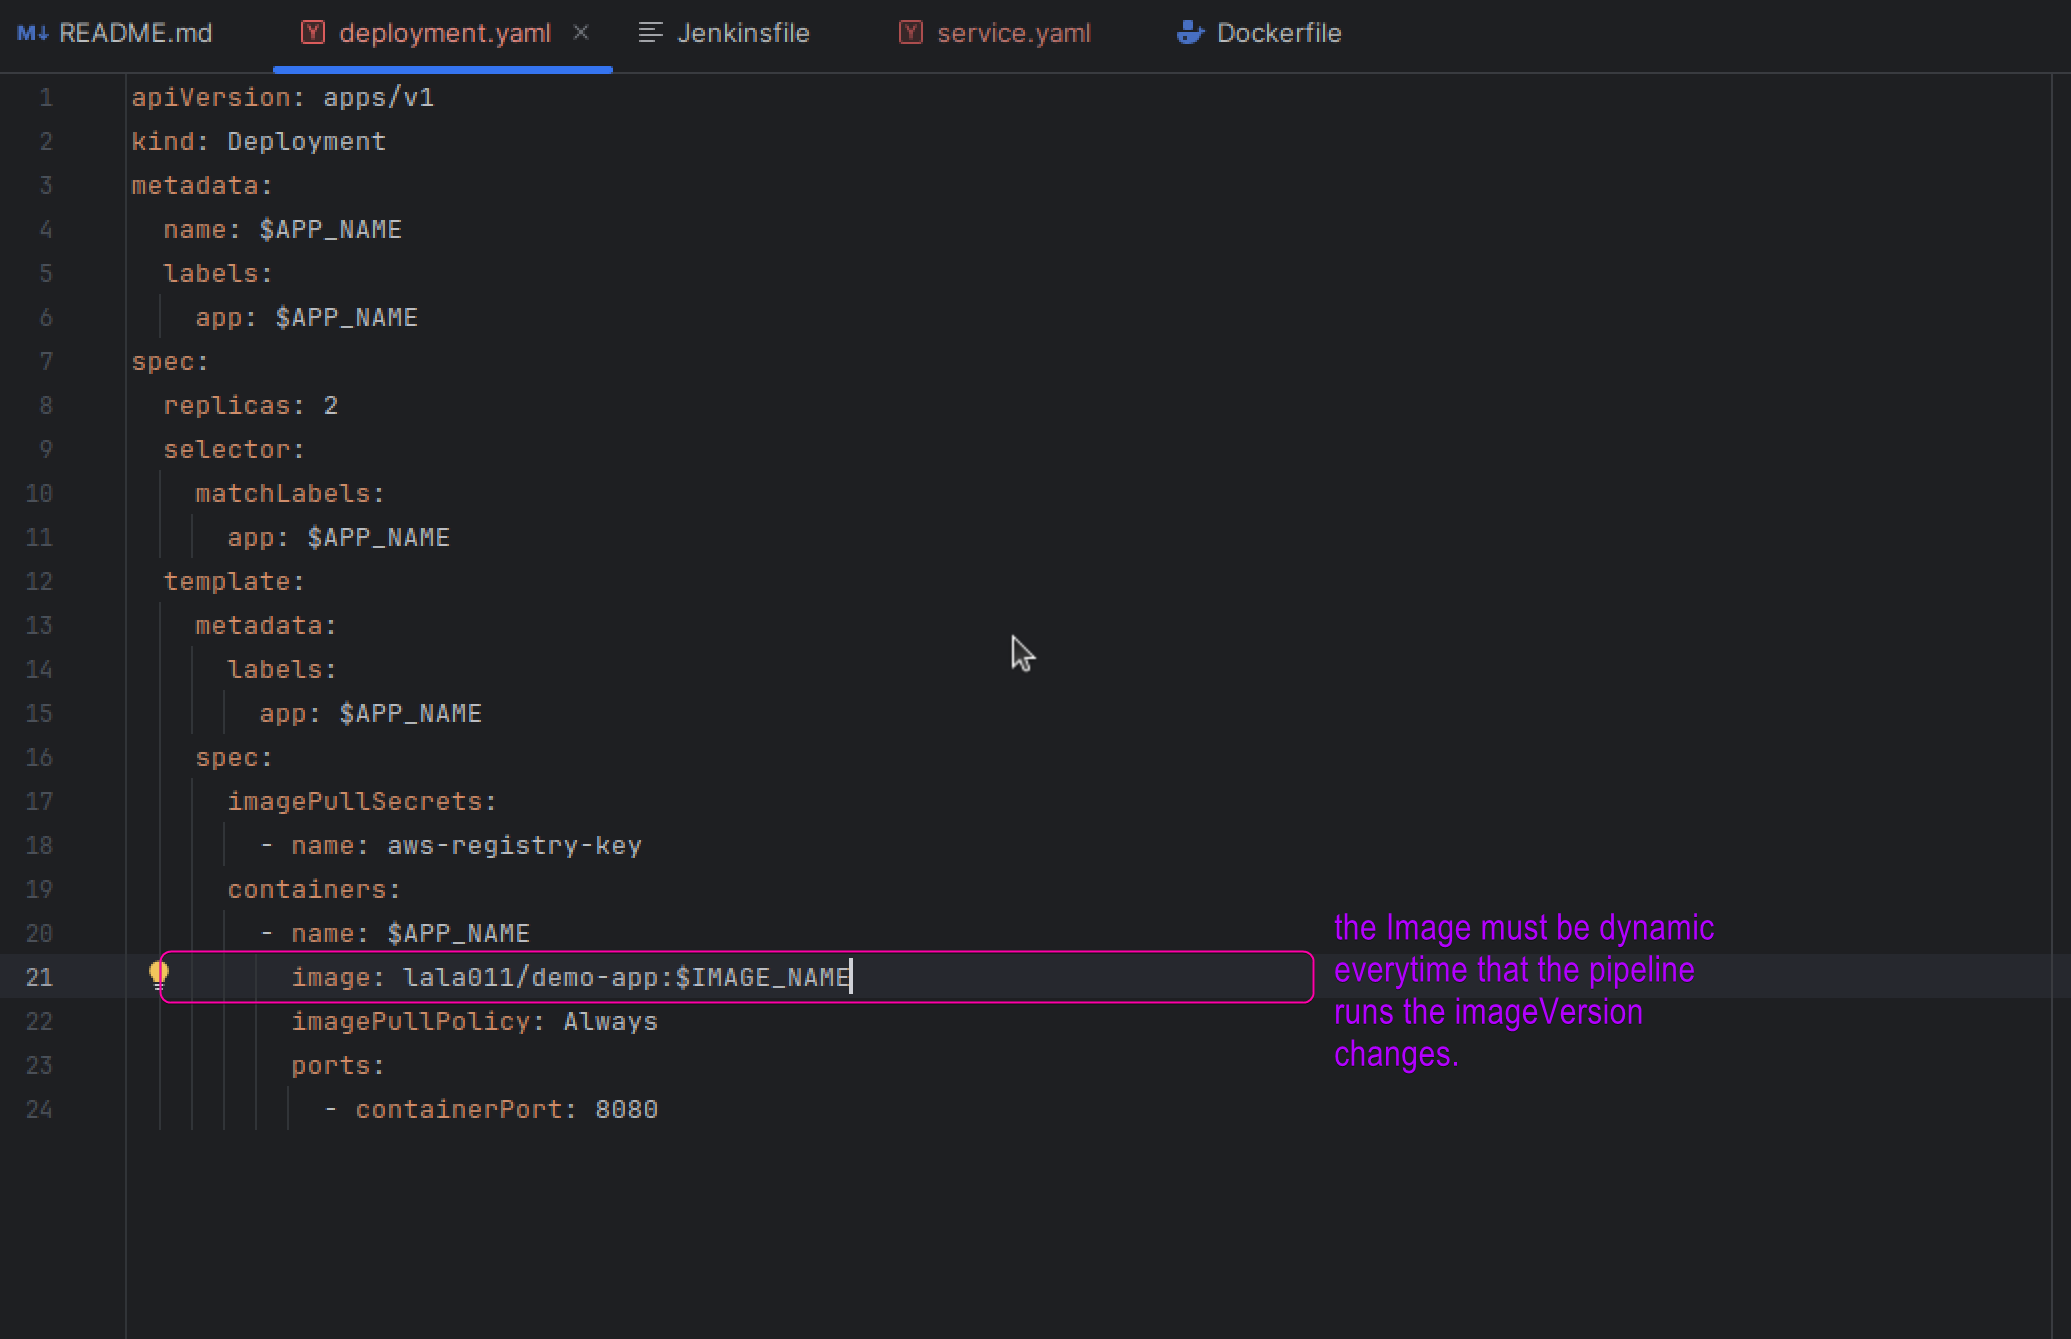 M↓ README.md deployment.yaml × Jenkinsfile service.yaml Dockerfile
1 apiVersion: apps/v1
2 kind: Deployment
3 metadata:
4   name: $APP_NAME
5   labels:
6     app: $APP_NAME
7 spec:
8   replicas: 2
9   selector:
10     matchLabels:
11       app: $APP_NAME
12   template:
13     metadata:
14       labels:
15         app: $APP_NAME
16     spec:
17       imagePullSecrets:
18         - name: aws-registry-key
19       containers:
20         - name: $APP_NAME
21           image: lala011/demo-app:$IMAGE_NAME
22           imagePullPolicy: Always
23           ports:
24             - containerPort: 8080
the Image must be dynamic
everytime that the pipeline
runs the imageVersion
changes.